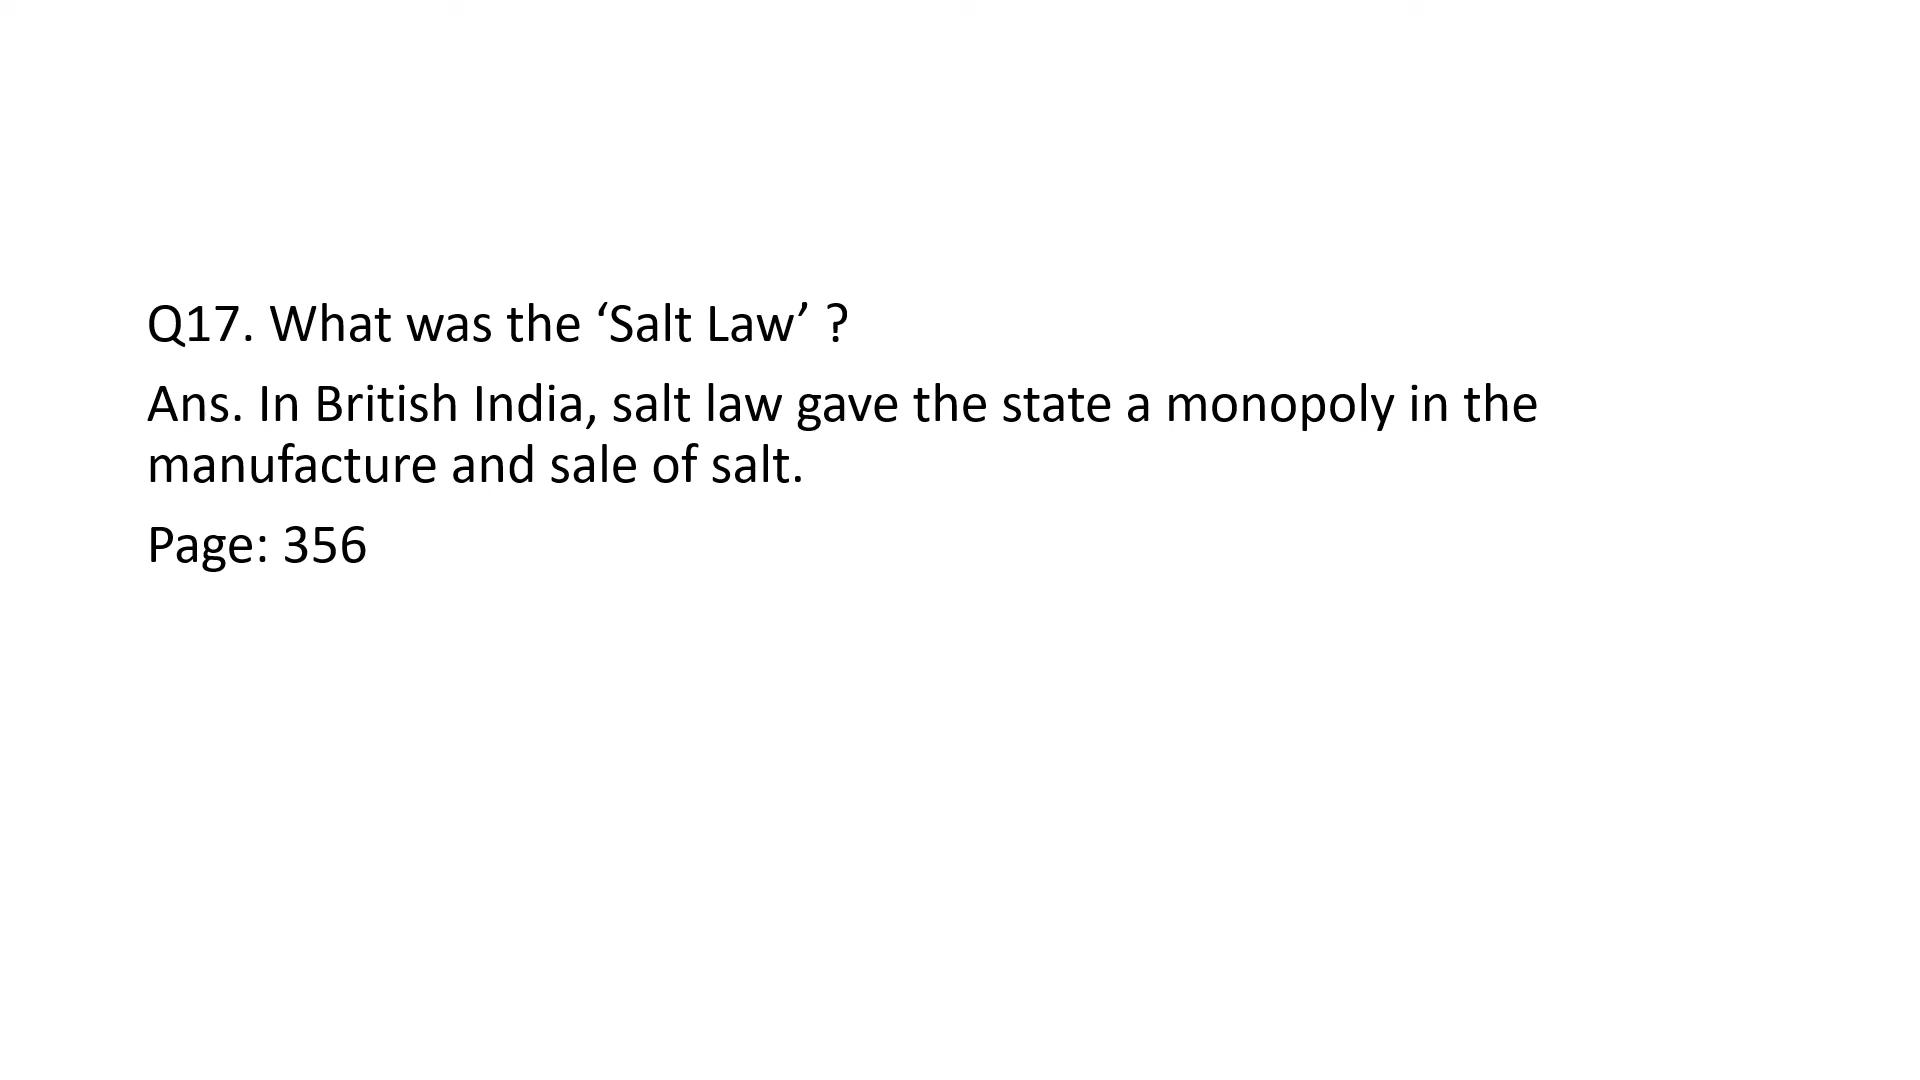 Q17. What was the ‘Salt Law’ ?
Ans. In British India, salt law gave the state a monopoly in the
manufacture and sale of salt.
Page: 356